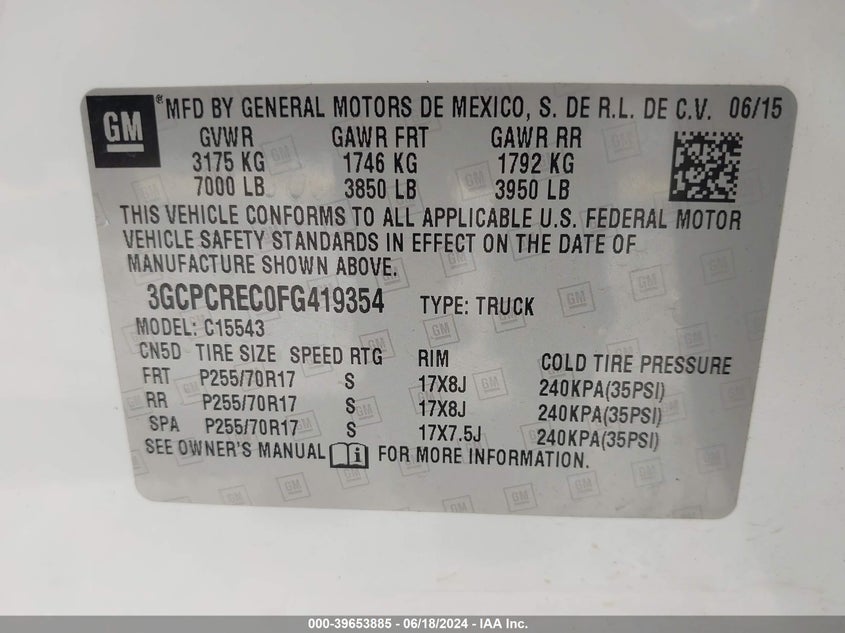 GM ® MFD BY GENERAL MOTORS DE MEXICO, S. DE R.L. DE C.V. 06/15
GVWR GAWR FRT GAWR RR
3175 KG 1746 KG 1792 KG
7000 LB 3850 LB 3950 LB
THIS VEHICLE CONFORMS TO ALL APPLICABLE U.S. FEDERAL MOTOR
VEHICLE SAFETY STANDARDS IN EFFECT ON THE DATE OF
MANUFACTURE SHOWN ABOVE.
3GCPCREC0FG419354 TYPE: TRUCK
MODEL: C15543
CN5D TIRE SIZE SPEED RTG RIM COLD TIRE PRESSURE
FRT P255/70R17 S 17X8J 240KPA(35PSI)
RR P255/70R17 S 17X8J 240KPA(35PSI)
SPA P255/70R17 S 17X7.5J 240KPA(35PSI)
SEE OWNER'S MANUAL i FOR MORE INFORMATION.
000-39653885 - 06/18/2024 - IAA Inc.